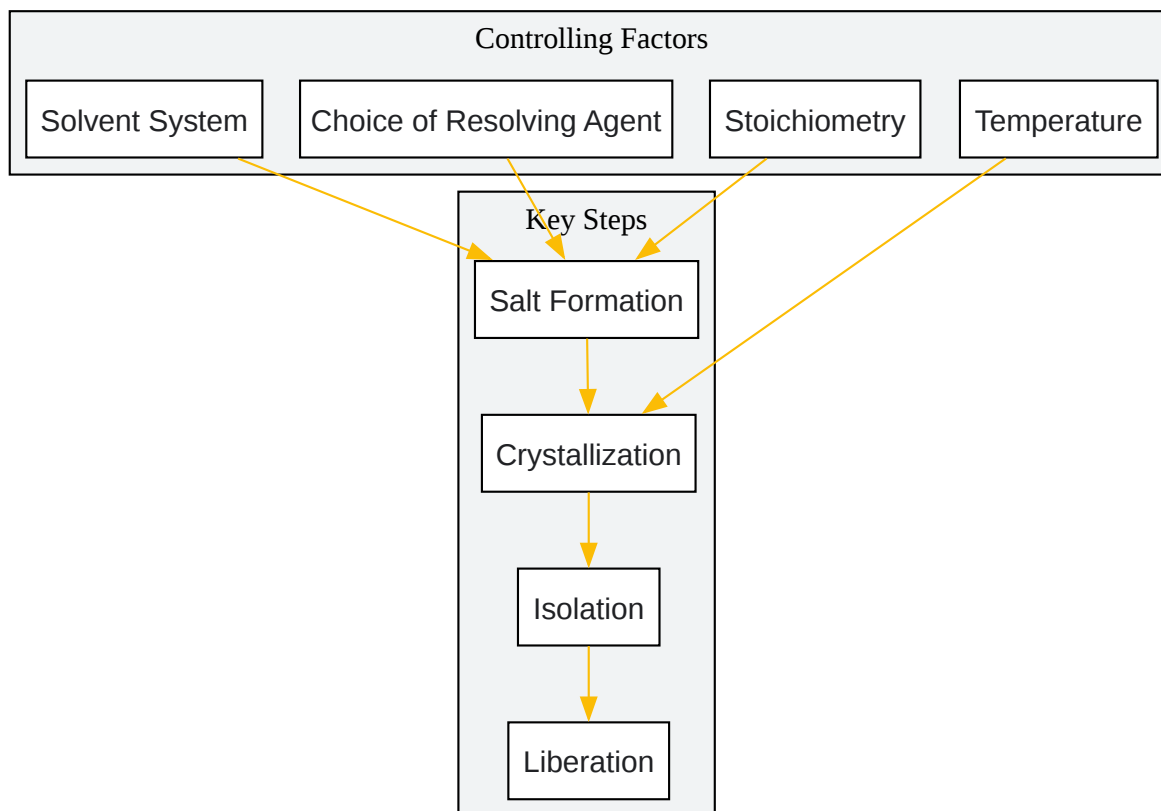 Controlling Factors
Solvent System
Choice of Resolving Agent
Stoichiometry
Temperature
Key Steps
Salt Formation
Crystallization
Isolation
Liberation